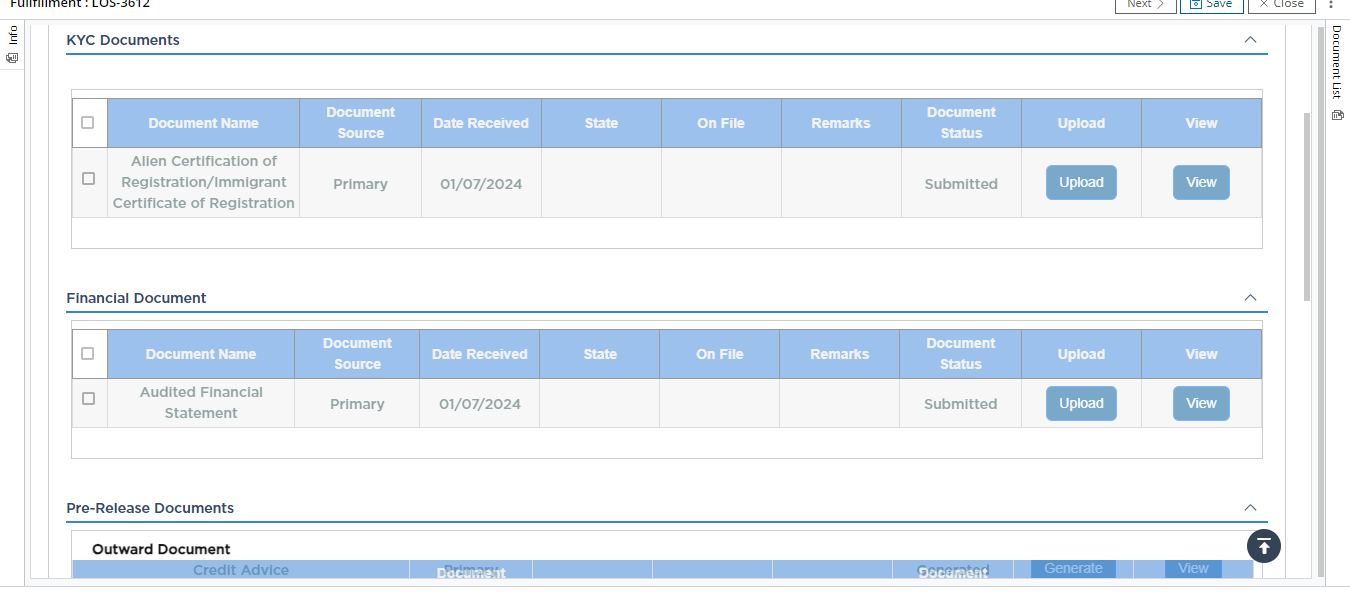 Fullfillment : LOS-3612
Next
Save
Close
Info
Document List
KYC Documents
Document Name
Document Source
Date Received
State
On File
Remarks
Document Status
Upload
View
Alien Certification of
Registration/Immigrant
Certificate of Registration
Primary
01/07/2024
Submitted
Upload
View
Financial Document
Document Name
Document Source
Date Received
State
On File
Remarks
Document Status
Upload
View
Audited Financial
Statement
Primary
01/07/2024
Submitted
Upload
View
Pre-Release Documents
Outward Document
Credit Advice
Primary
Document
Generated
Document
Generate
View